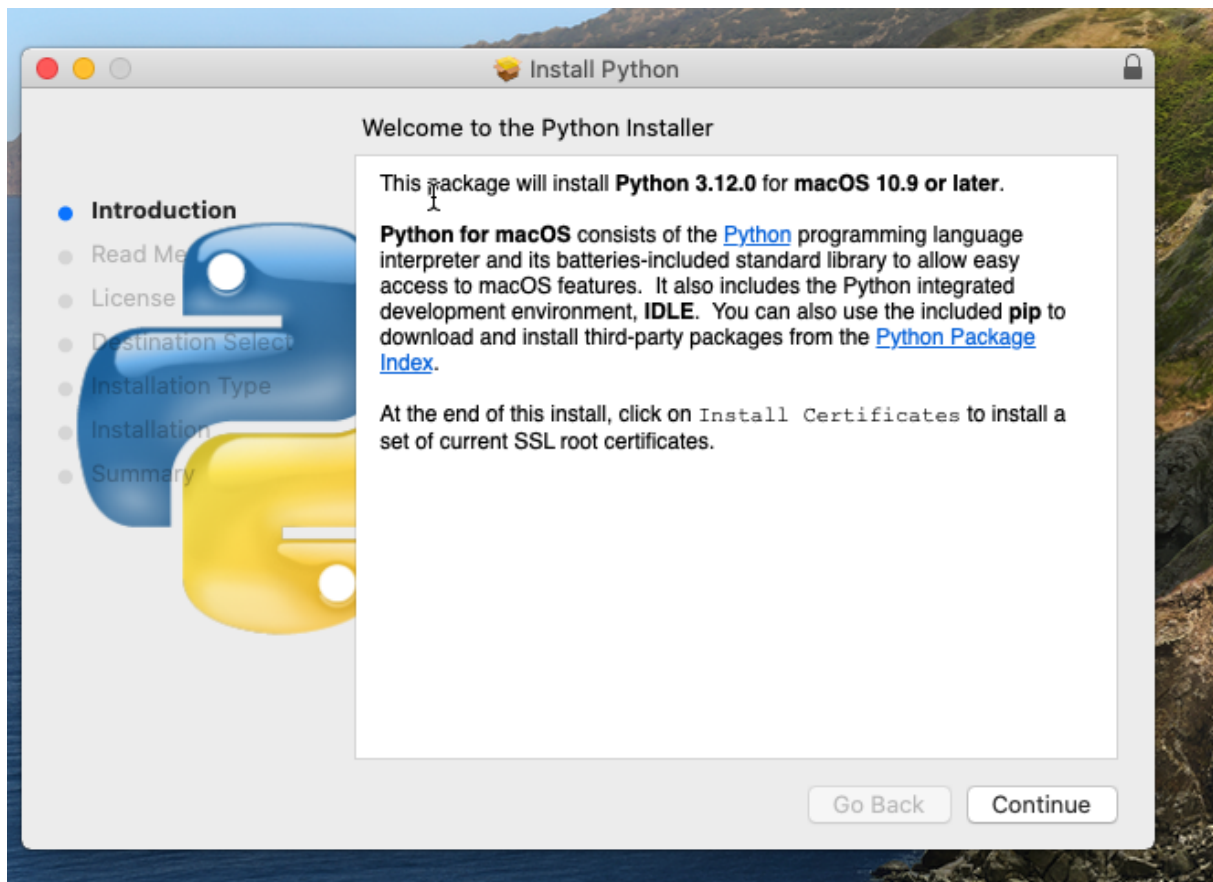 Install Python
Welcome to the Python Installer
Introduction
Read Me
License
Destination Select
Installation Type
Installation
Summary
This package will install Python 3.12.0 for macOS 10.9 or later.
Python for macOS consists of the Python programming language
interpreter and its batteries-included standard library to allow easy
access to macOS features. It also includes the Python integrated
development environment, IDLE. You can also use the included pip to
download and install third-party packages from the Python Package
Index.
At the end of this install, click on Install Certificates to install a
set of current SSL root certificates.
Go Back
Continue